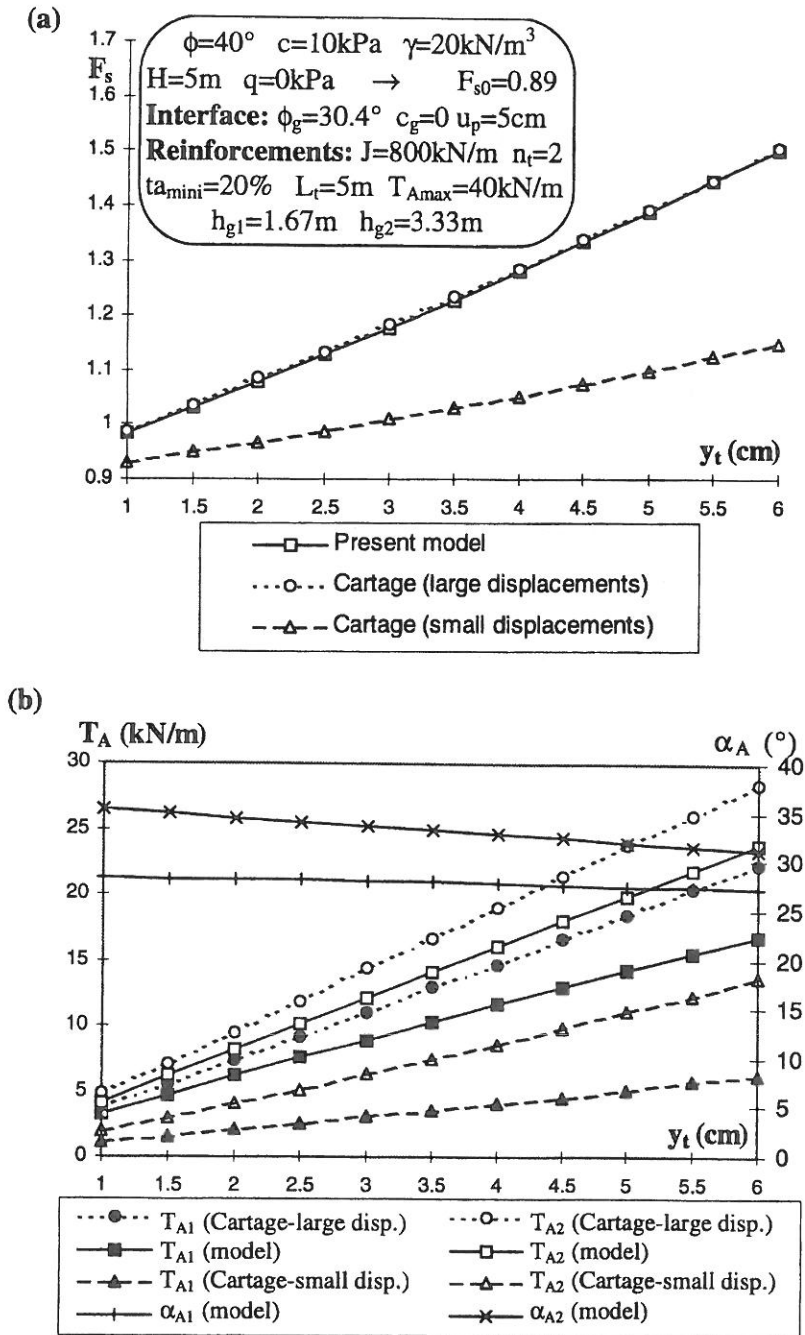 (a)
1.7
F_s
1.6
1.5
1.4
1.3
1.2
1.1
1
0.9
ϕ=40° c=10kPa γ=20kN/m³
H=5m q=0kPa → F_s0=0.89
Interface: ϕ_g=30.4° c_g=0 u_p=5cm
Reinforcements: J=800kN/m n_t=2
ta_mini=20% L_t=5m T_Amax=40kN/m
h_g1=1.67m h_g2=3.33m
y_t (cm)
1 1.5 2 2.5 3 3.5 4 4.5 5 5.5 6
Present model
Cartage (large displacements)
Cartage (small displacements)
(b)
T_A (kN/m)
α_A (°)
30
25
20
15
10
5
0
40
35
30
25
20
15
10
5
0
y_t (cm)
1 1.5 2 2.5 3 3.5 4 4.5 5 5.5 6
T_A1 (Cartage-large disp.) T_A2 (Cartage-large disp.)
T_A1 (model) T_A2 (model)
T_A1 (Cartage-small disp.) T_A2 (Cartage-small disp.)
α_A1 (model) α_A2 (model)